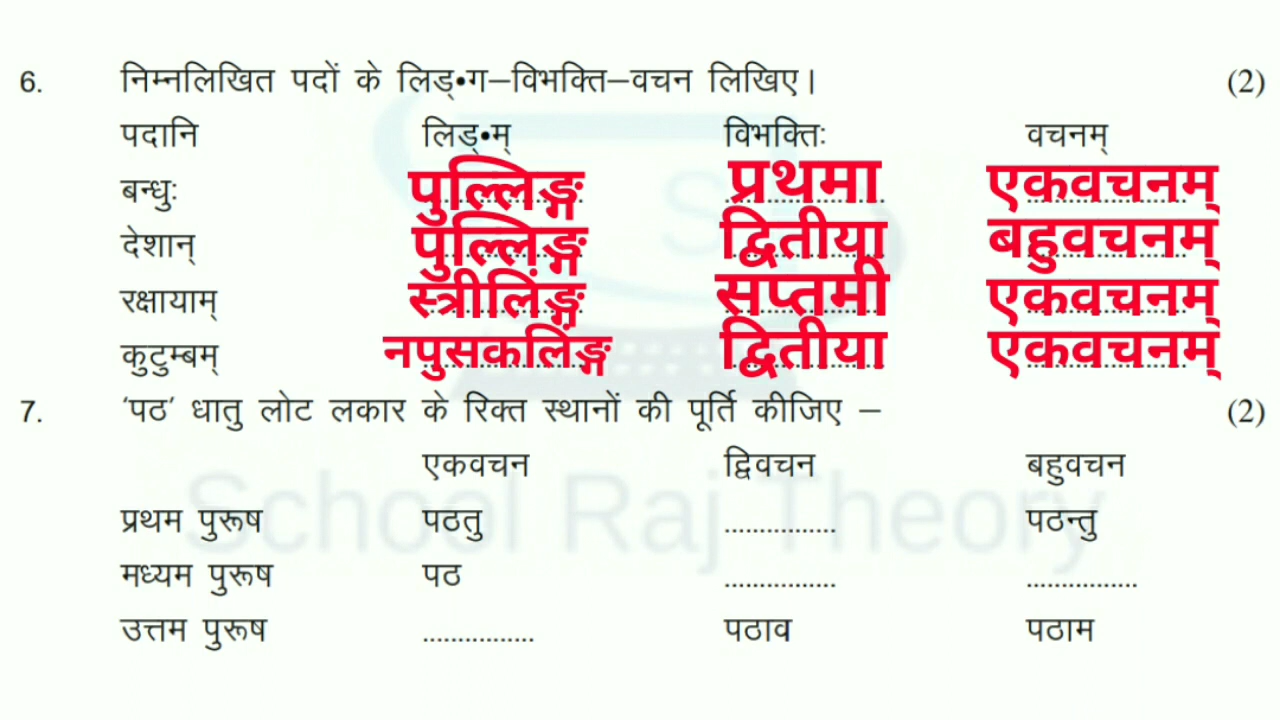 6. निम्नलिखित पदों के लिड्•ग–विभक्ति–वचन लिखिए। (2)
पदानि लिड्•म् विभक्तिः वचनम्
बन्धुः पुल्लिङ्ग प्रथमा एकवचनम्
देशान् पुल्लिङ्ग द्वितीया बहुवचनम्
रक्षायाम् स्त्रीलिंङ्ग सप्तमी एकवचनम्
कुटुम्बम् नपुसकलिंङ्ग द्वितीया एकवचनम्
7. ‘पठ’ धातु लोट लकार के रिक्त स्थानों की पूर्ति कीजिए – (2)
एकवचन द्विवचन बहुवचन
School Raj Theory
प्रथम पुरूष पठतु ................ पठन्तु
मध्यम पुरूष पठ ................ ................
उत्तम पुरूष ................ पठाव पठाम